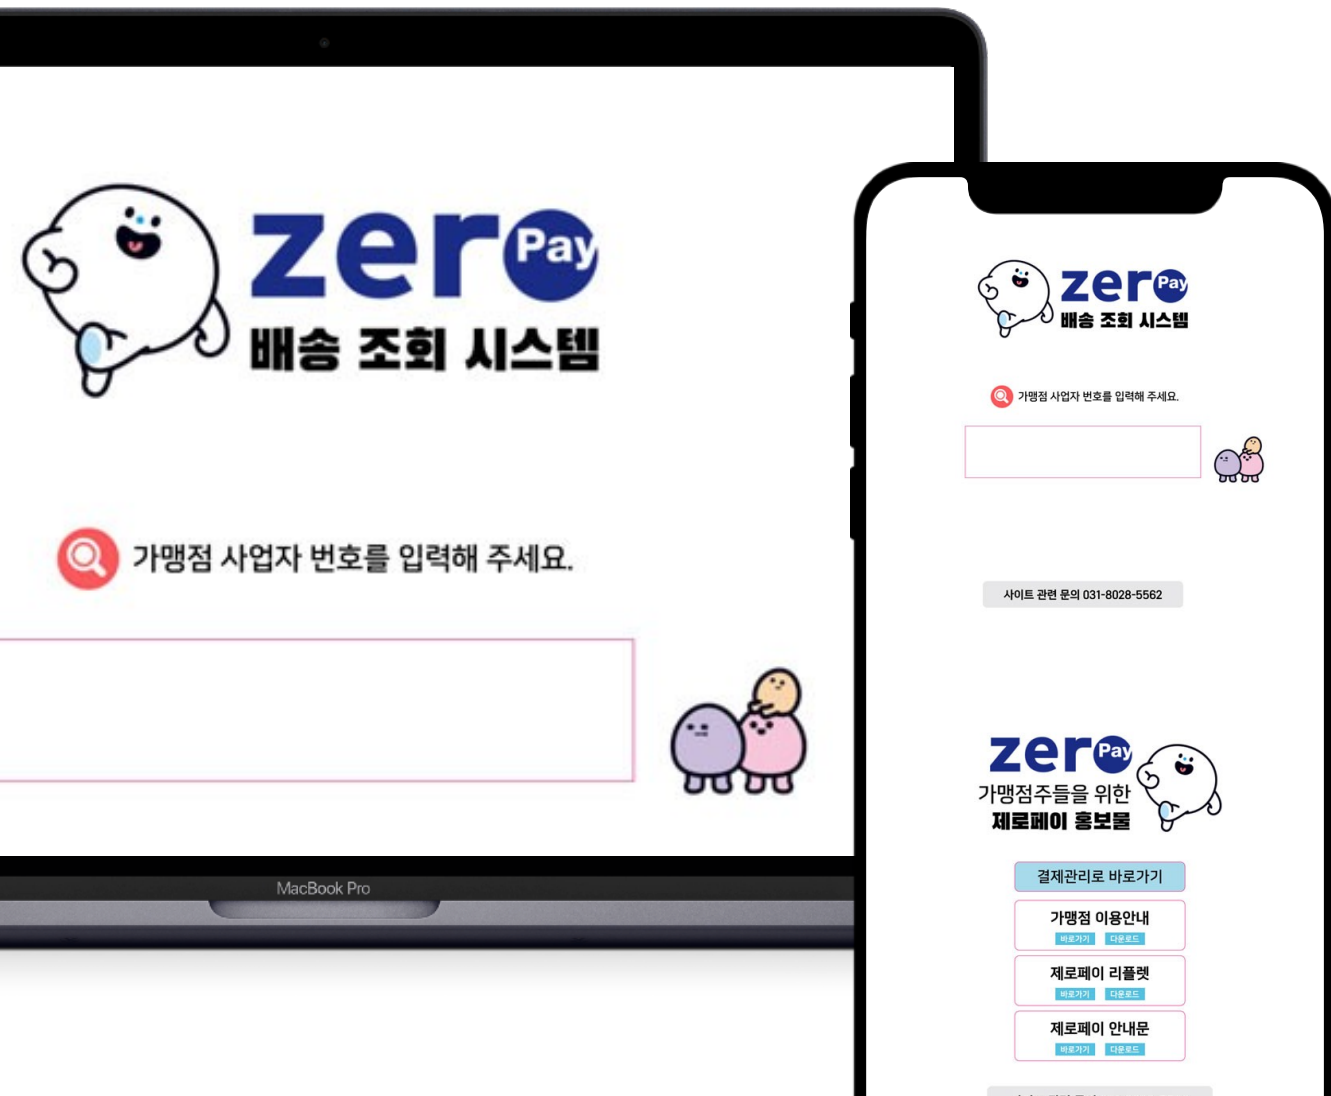 zero Pay
배송 조회 시스템
가맹점 사업자 번호를 입력해 주세요.
MacBook Pro
zero Pay
배송 조회 시스템
가맹점 사업자 번호를 입력해 주세요.
사이트 관련 문의 031-8028-5562
zero Pay
가맹점주들을 위한
제로페이 홍보물
결제관리로 바로가기
가맹점 이용안내
바로가기 다운로드
제로페이 리플렛
바로가기 다운로드
제로페이 안내문
바로가기 다운로드